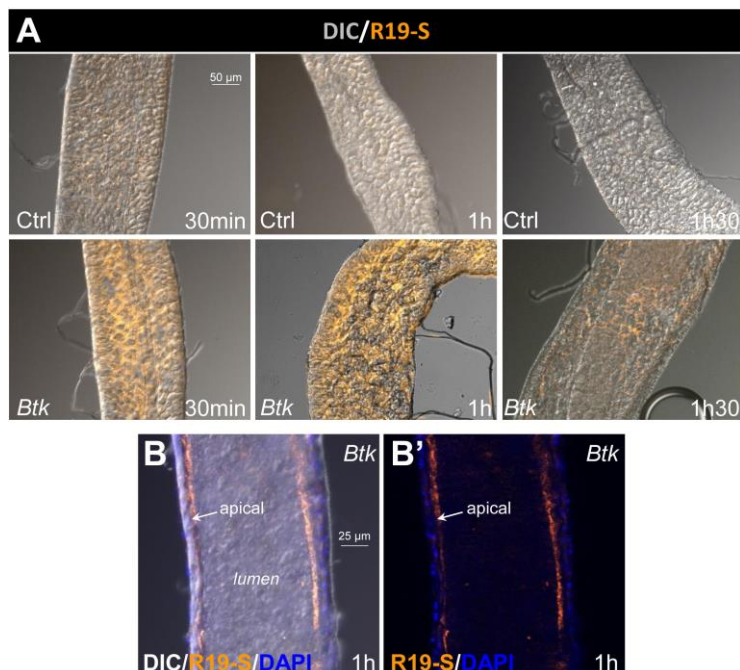 A
DIC/R19-S
50 µm
Ctrl
30min
Ctrl
1h
Ctrl
1h30
Btk
30min
Btk
1h
Btk
1h30
B
Btk
apical
25 µm
lumen
DIC/R19-S/DAPI
1h
B’
Btk
apical
R19-S/DAPI
1h